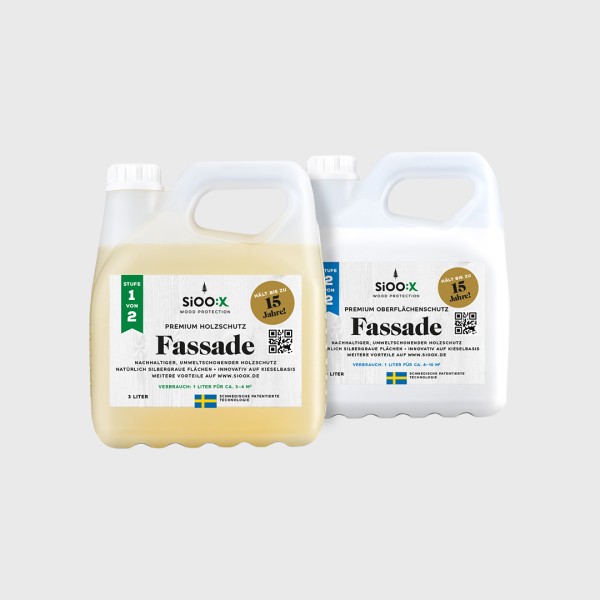 STUFE
1
VON
2
SiOO:X
WOOD PROTECTION
HÄLT BIS ZU
15
Jahre!
PREMIUM HOLZSCHUTZ
Fassade
NACHHALTIGER, UMWELTSCHONENDER HOLZSCHUTZ
NATÜRLICH SILBERGRAUE FLÄCHEN • INNOVATIV AUF KIESELBASIS
WEITERE VORTEILE AUF WWW.SIOOX.DE
VERBRAUCH: 1 LITER FÜR CA. 3–4 M²
3 LITER
SCHWEDISCHE PATENTIERTE
TECHNOLOGIE
STUFE
2
2
SiOO:X
WOOD PROTECTION
HÄLT BIS ZU
15
Jahre!
PREMIUM OBERFLÄCHENSCHUTZ
Fassade
NACHHALTIGER, UMWELTSCHONENDER HOLZSCHUTZ
SILBERGRAUE FLÄCHEN • INNOVATIV AUF KIESELBASIS
WEITERE VORTEILE AUF WWW.SIOOX.DE
VERBRAUCH: 1 LITER FÜR CA.
LITER
SCHWEDISCHE PATENTIERTE
TECHNOLOGIE